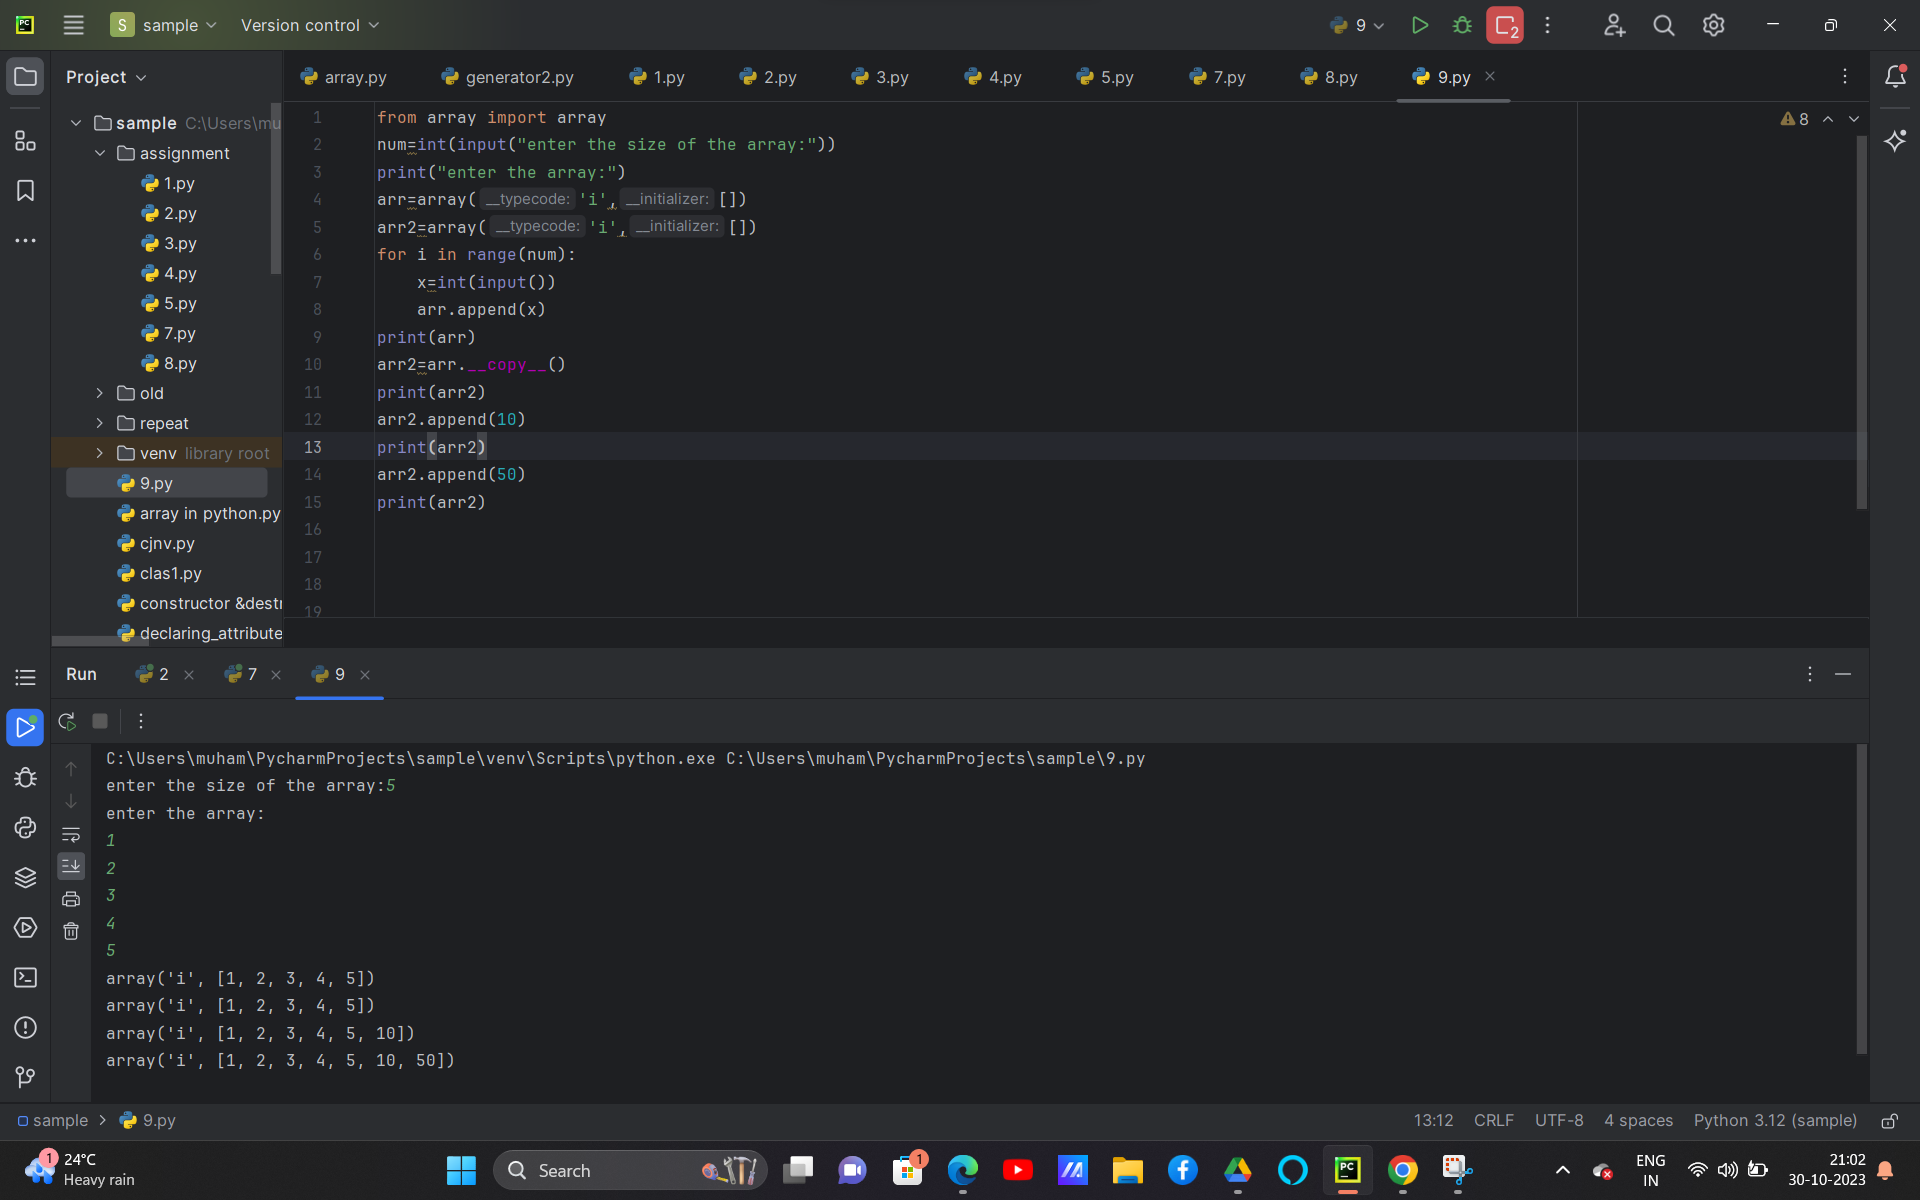 PC S sample Version control 9 2
Project array.py generator2.py 1.py 2.py 3.py 4.py 5.py 7.py 8.py 9.py
sample C:\Users\mu
assignment
1.py
2.py
3.py
4.py
5.py
7.py
8.py
old
repeat
venv library root
9.py
array in python.py
cjnv.py
clas1.py
constructor &destr
declaring_attribute
8
1 from array import array
2 num=int(input("enter the size of the array:"))
3 print("enter the array:")
4 arr=array(__typecode: 'i',__initializer: [])
5 arr2=array(__typecode: 'i',__initializer: [])
6 for i in range(num):
7 x=int(input())
8 arr.append(x)
9 print(arr)
10 arr2=arr.__copy__()
11 print(arr2)
12 arr2.append(10)
13 print(arr2)
14 arr2.append(50)
15 print(arr2)
16
17
18
19
Run 2 7 9
C:\Users\muham\PycharmProjects\sample\venv\Scripts\python.exe C:\Users\muham\PycharmProjects\sample\9.py
enter the size of the array:5
enter the array:
1
2
3
4
5
array('i', [1, 2, 3, 4, 5])
array('i', [1, 2, 3, 4, 5])
array('i', [1, 2, 3, 4, 5, 10])
array('i', [1, 2, 3, 4, 5, 10, 50])
sample > 9.py 13:12 CRLF UTF-8 4 spaces Python 3.12 (sample)
1 24°C
Heavy rain
Search
1
PC
ENG
IN
21:02
30-10-2023